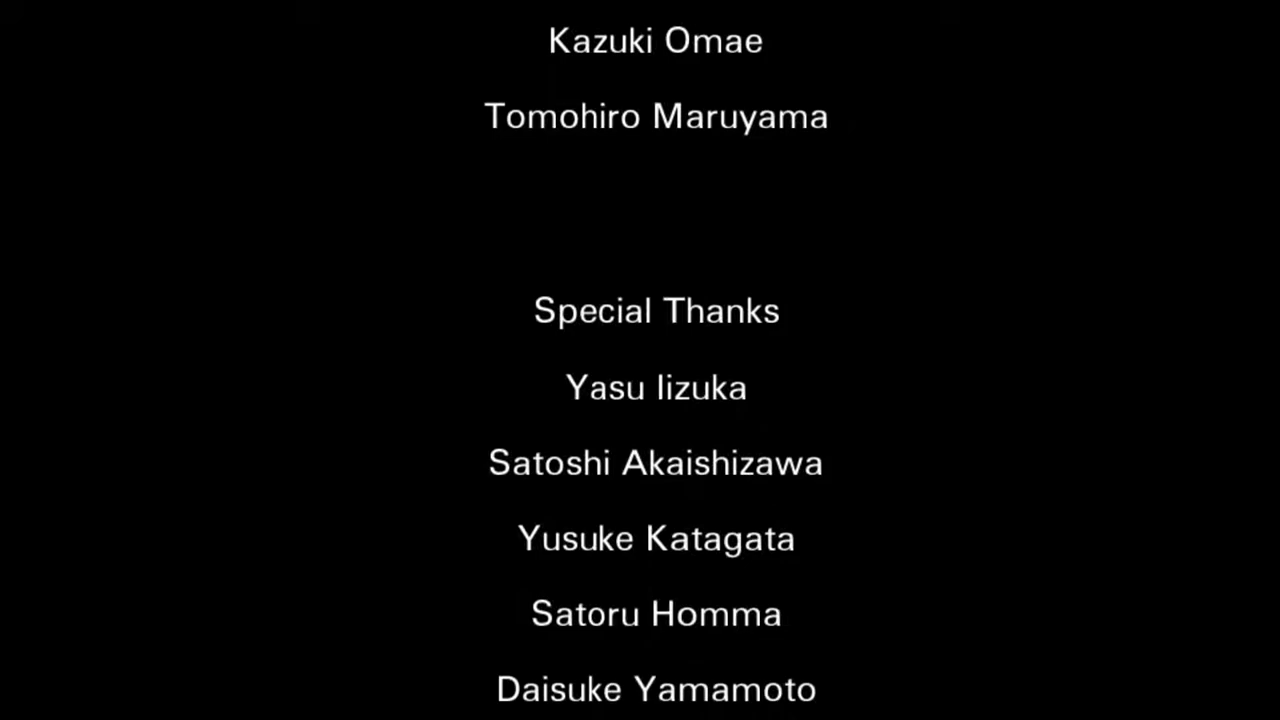 Kazuki Omae
Tomohiro Maruyama
Special Thanks
Yasu Iizuka
Satoshi Akaishizawa
Yusuke Katagata
Satoru Homma
Daisuke Yamamoto